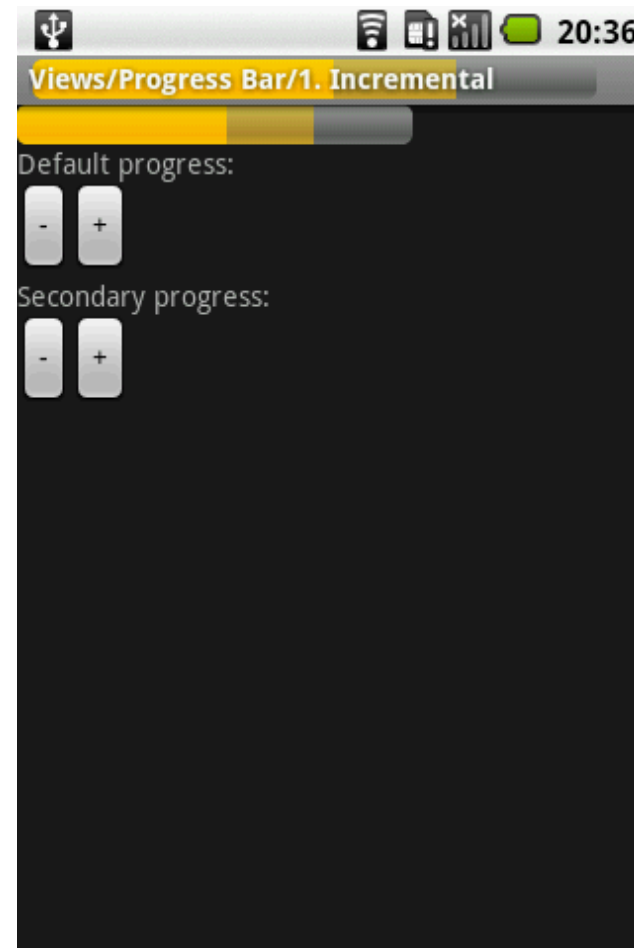 20:36
Views/Progress Bar/1. Incremental
Default progress:
- +
Secondary progress:
- +